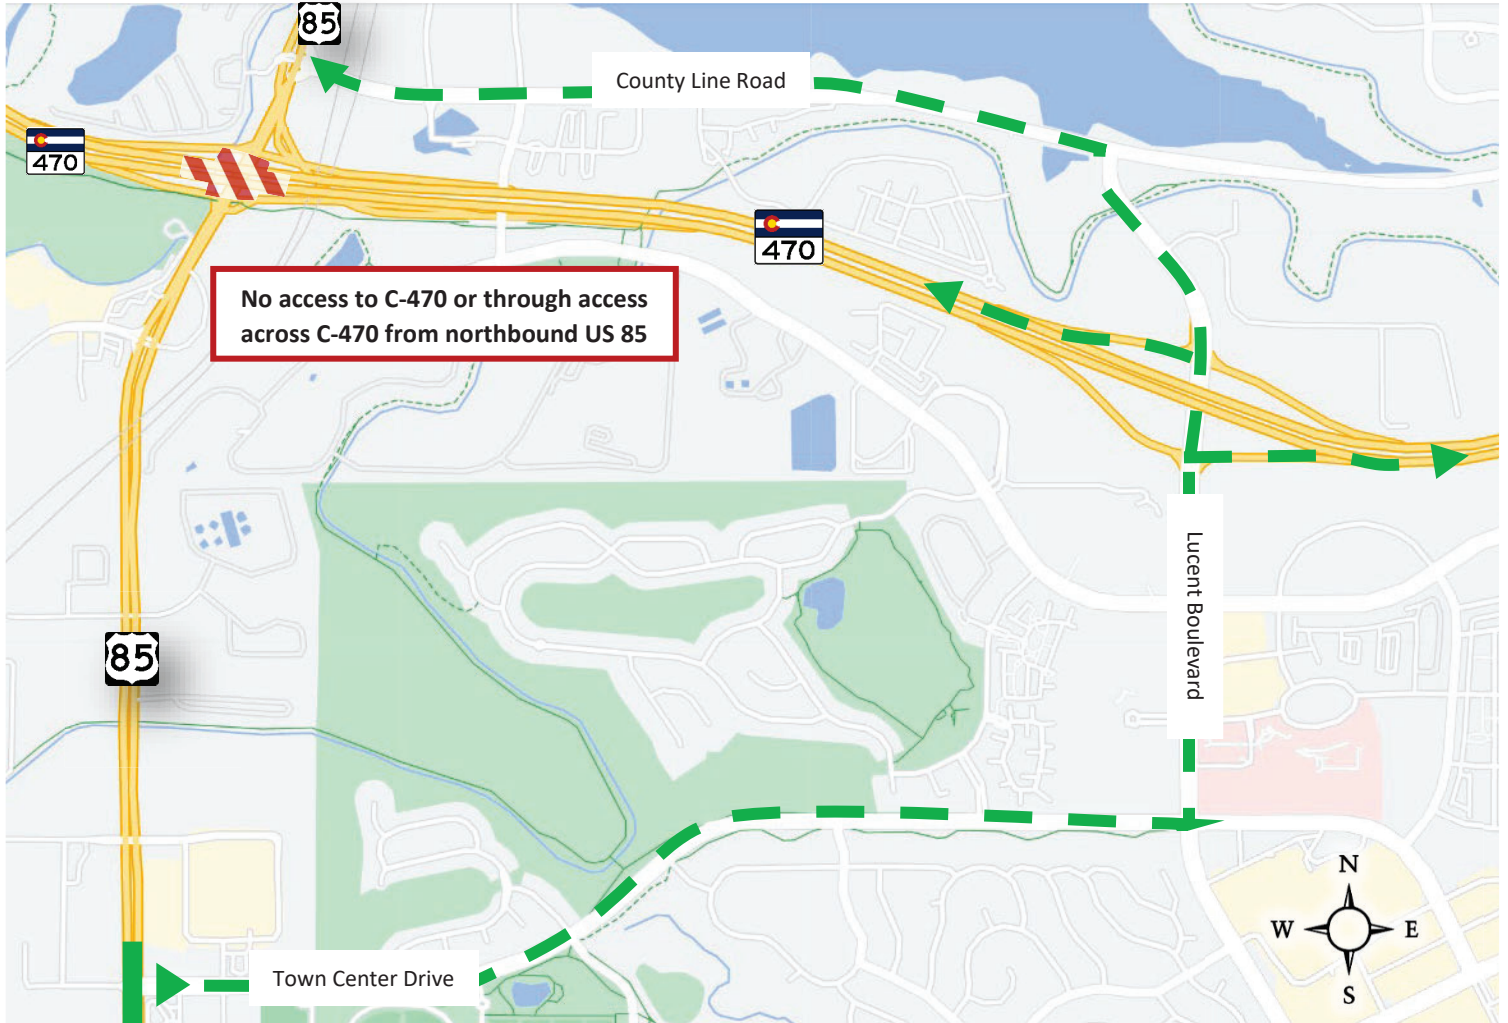 85
County Line Road
470
470
No access to C-470 or through access
across C-470 from northbound US 85
Lucent Boulevard
85
N
W
E
S
Town Center Drive